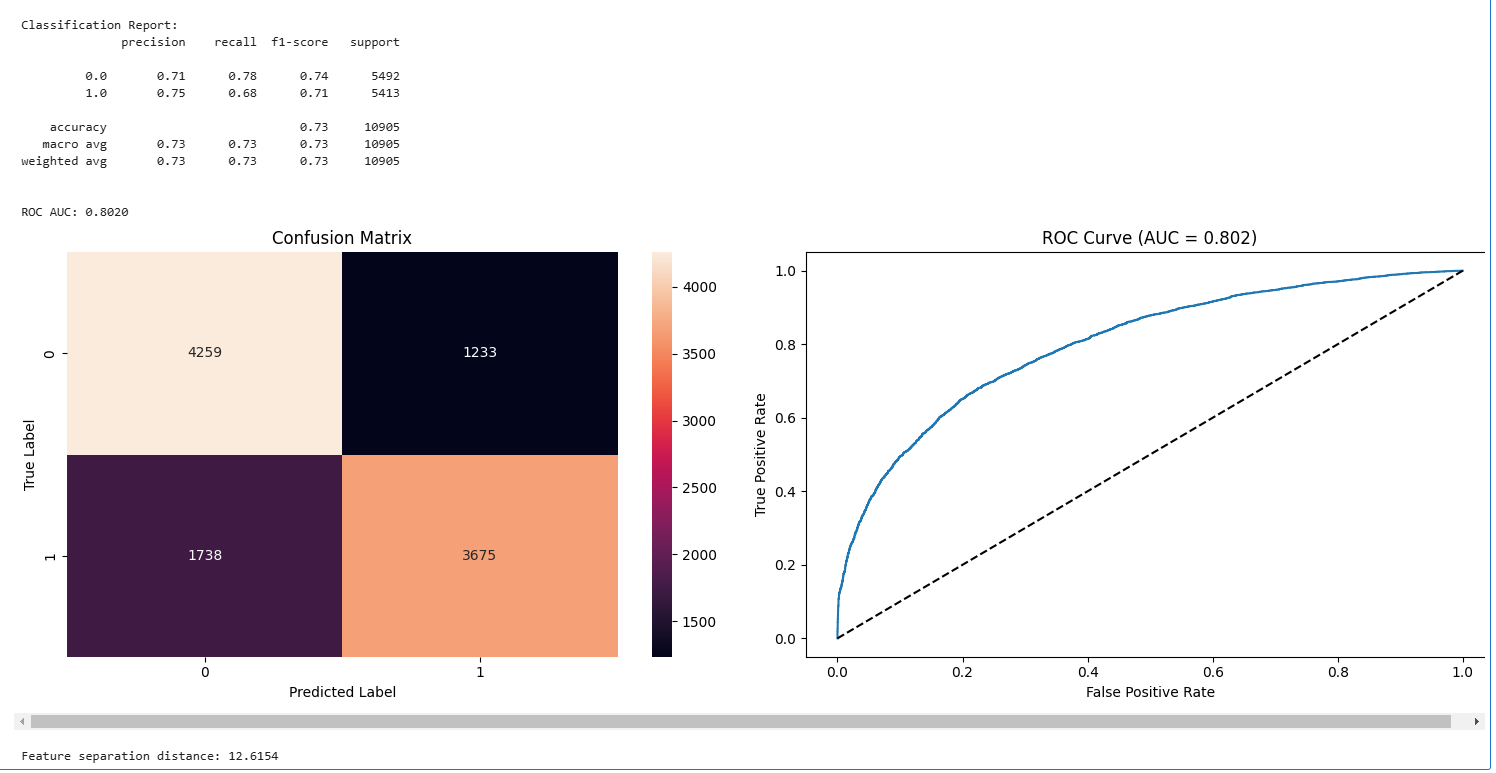 Classification Report:
precision recall f1-score support
0.0 0.71 0.78 0.74 5492
1.0 0.75 0.68 0.71 5413
accuracy 0.73 10905
macro avg 0.73 0.73 0.73 10905
weighted avg 0.73 0.73 0.73 10905
ROC AUC: 0.8020
Confusion Matrix
0
1
True Label
4259 1233
1738 3675
0 1
Predicted Label
4000
3500
3000
2500
2000
1500
ROC Curve (AUC = 0.802)
True Positive Rate
1.0
0.8
0.6
0.4
0.2
0.0
0.0 0.2 0.4 0.6 0.8 1.0
False Positive Rate
Feature separation distance: 12.6154